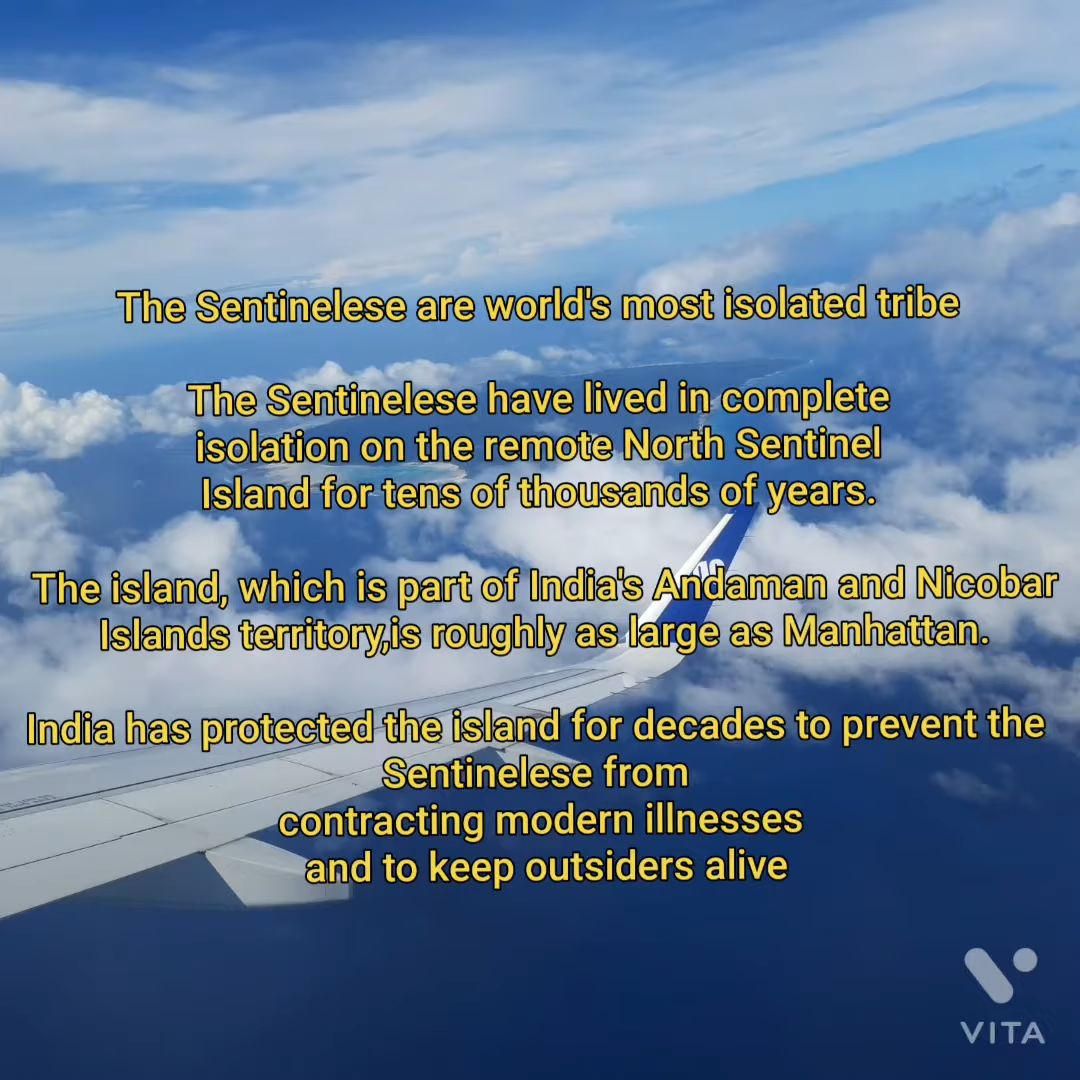 The Sentinelese are world's most isolated tribe
The Sentinelese have lived in complete
isolation on the remote North Sentinel
Island for tens of thousands of years.
The island, which is part of India's Andaman and Nicobar
Islands territory,is roughly as large as Manhattan.
India has protected the island for decades to prevent the
Sentinelese from
contracting modern illnesses
and to keep outsiders alive
VITA